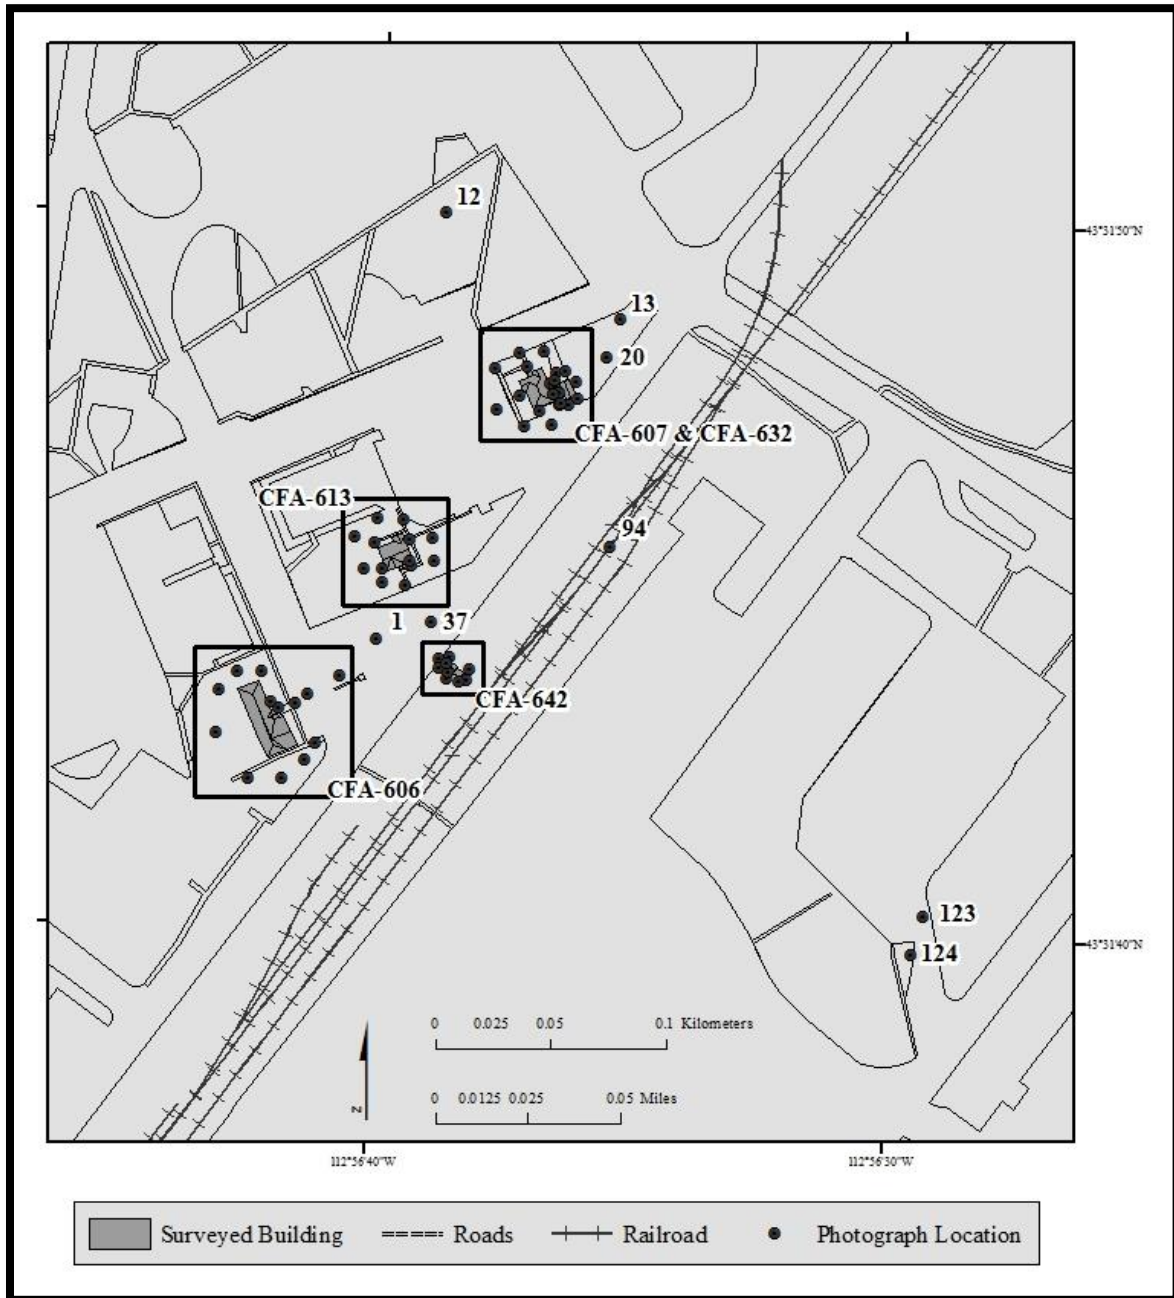 12
43°31'50"N
13
20
CFA-607 & CFA-632
CFA-613
94
1
37
CFA-642
CFA-606
123
43°31'40"N
124
0 0.025 0.05 0.1 Kilometers
N
0 0.0125 0.025 0.05 Miles
112°56'40"W
112°56'30"W
Surveyed Building
Roads
Railroad
Photograph Location